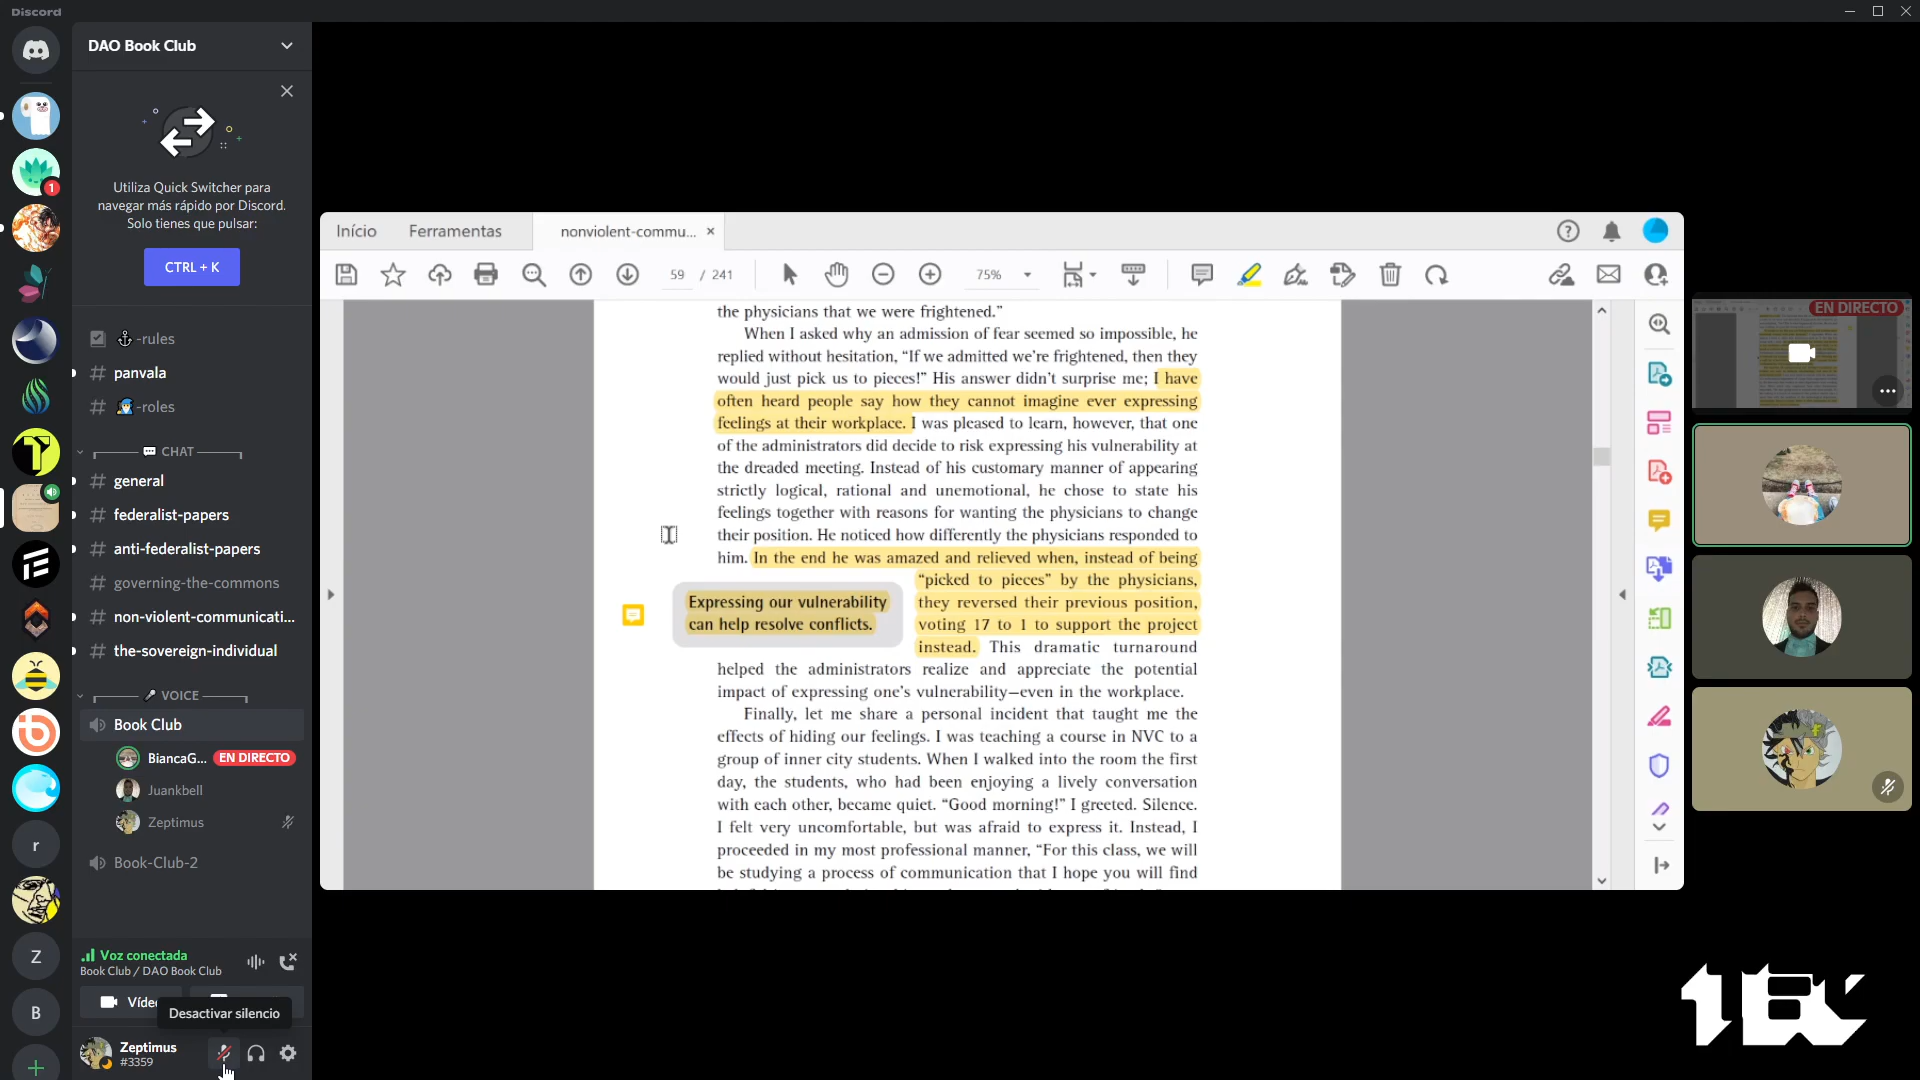 Discord
DAO Book Club
Utiliza Quick Switcher para
navegar más rápido por Discord.
Solo tienes que pulsar:
CTRL + K
-rules
panvala
-roles
CHAT
general
federalist-papers
anti-federalist-papers
governing-the-commons
non-violent-communicati...
the-sovereign-individual
VOICE
Book Club
BiancaG... EN DIRECTO
Juankbell
Zeptimus
Book-Club-2
Voz conectada
Book Club / DAO Book Club
Desactivar silencio
Zeptimus
#3359
1
r
Z
B
Início Ferramentas nonviolent-commu...
59 / 241 75%
the physicians that we were frightened.”
When I asked why an admission of fear seemed so impossible, he
replied without hesitation, “If we admitted we’re frightened, then they
would just pick us to pieces!” His answer didn’t surprise me; I have
often heard people say how they cannot imagine ever expressing
feelings at their workplace. I was pleased to learn, however, that one
of the administrators did decide to risk expressing his vulnerability at
the dreaded meeting. Instead of his customary manner of appearing
strictly logical, rational and unemotional, he chose to state his
feelings together with reasons for wanting the physicians to change
their position. He noticed how differently the physicians responded to
him. In the end he was amazed and relieved when, instead of being
“picked to pieces” by the physicians,
they reversed their previous position,
voting 17 to 1 to support the project
instead. This dramatic turnaround
Expressing our vulnerability
can help resolve conflicts.
helped the administrators realize and appreciate the potential
impact of expressing one’s vulnerability—even in the workplace.
Finally, let me share a personal incident that taught me the
effects of hiding our feelings. I was teaching a course in NVC to a
group of inner city students. When I walked into the room the first
day, the students, who had been enjoying a lively conversation
with each other, became quiet. “Good morning!” I greeted. Silence.
I felt very uncomfortable, but was afraid to express it. Instead, I
proceeded in my most professional manner, “For this class, we will
be studying a process of communication that I hope you will find
EN DIRECTO